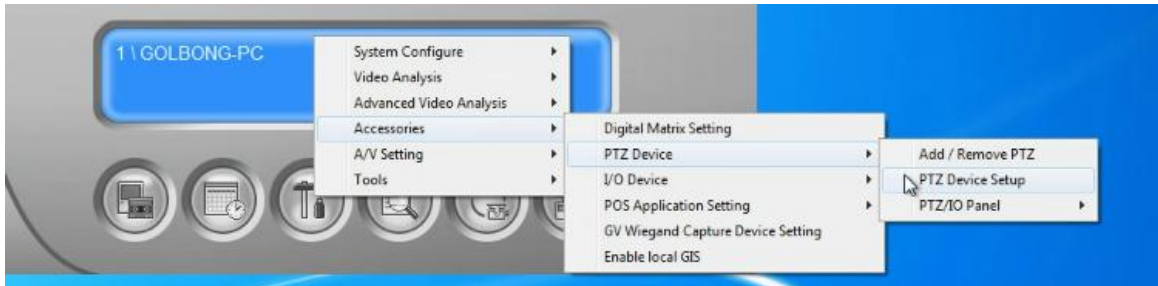 1 \ GOLBONG-PC
System Configure
Video Analysis
Advanced Video Analysis
Accessories
A/V Setting
Tools
Digital Matrix Setting
PTZ Device
I/O Device
POS Application Setting
GV Wiegand Capture Device Setting
Enable local GIS
Add / Remove PTZ
PTZ Device Setup
PTZ/IO Panel